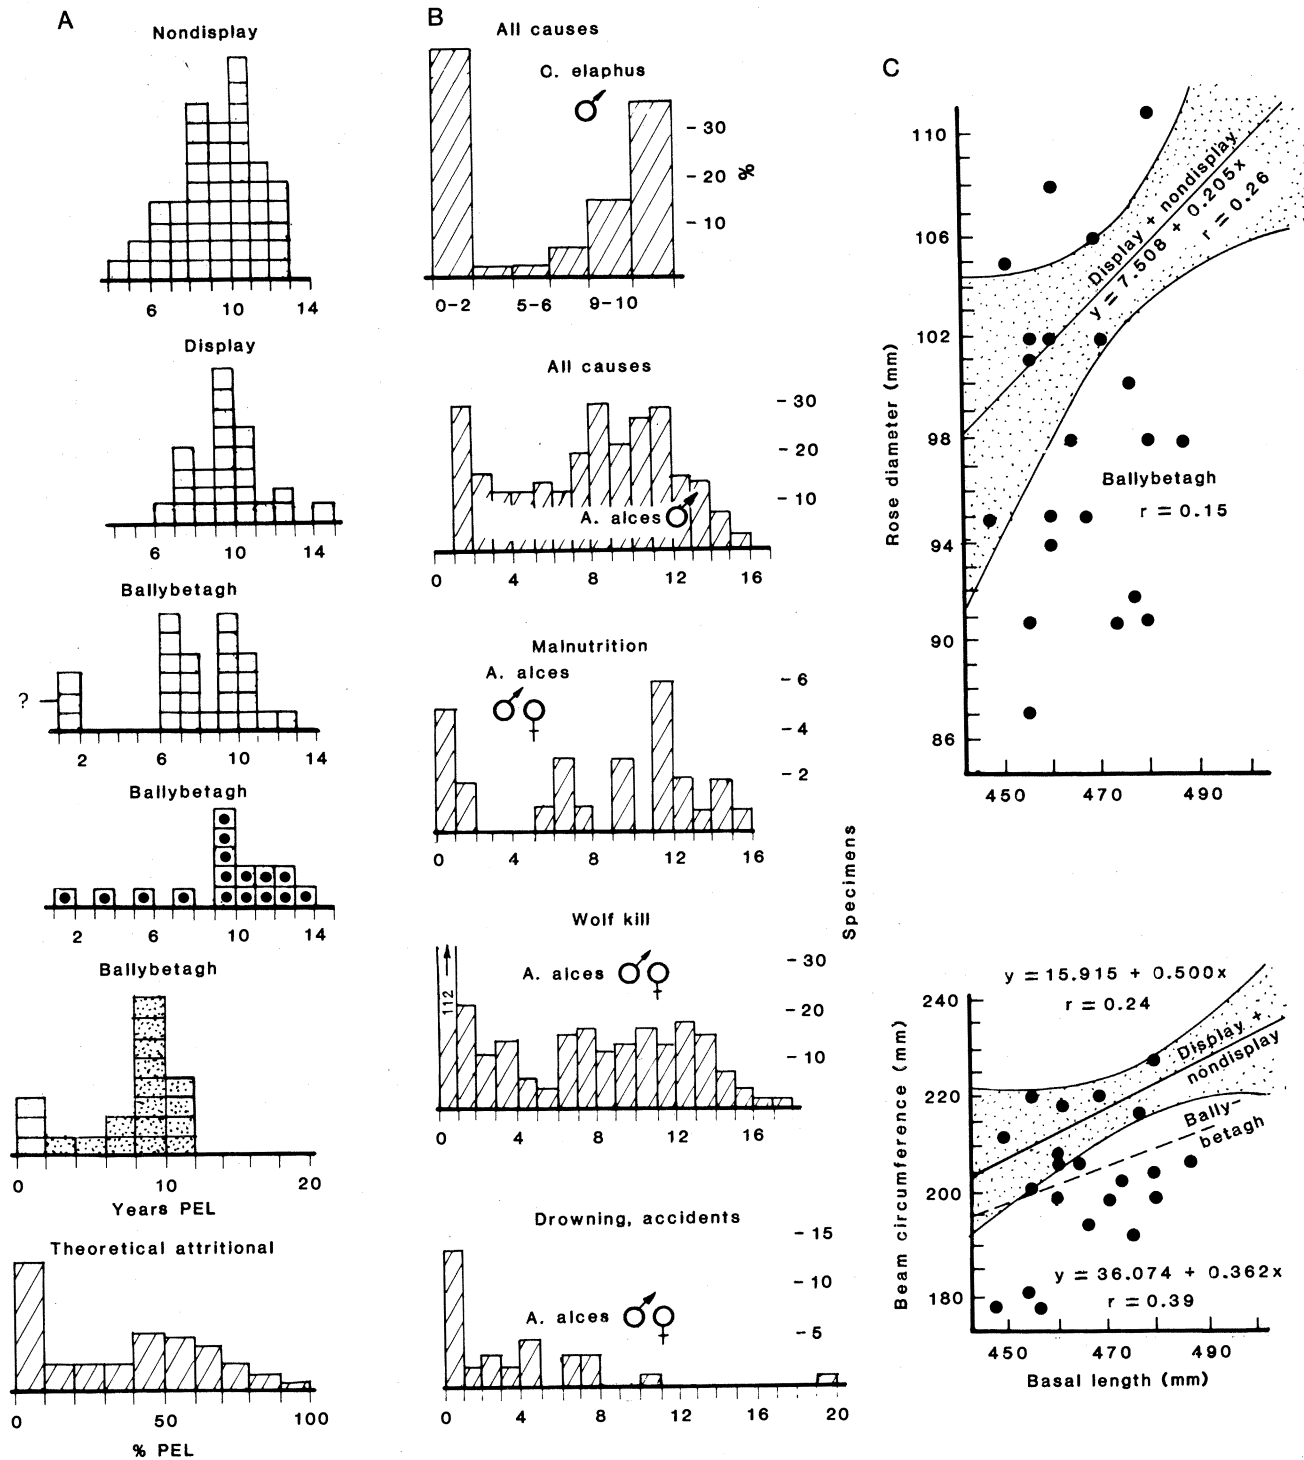 A
Nondisplay
6 10 14
Display
6 10 14
Ballybetagh
?
2 6 10 14
Ballybetagh
2 6 10 14
Ballybetagh
0 10 20
Years PEL
Theoretical attritional
0 50 100
% PEL
B
All causes
C. elaphus
- 30
- 20
%
- 10
0-2 5-6 9-10
All causes
- 30
- 20
- 10
A. alces
0 4 8 12 16
Malnutrition
A. alces
- 6
- 4
- 2
0 4 8 12 16
Specimens
Wolf kill
A. alces
112
- 30
- 20
- 10
0 4 8 12 16
Drowning, accidents
- 15
- 10
A. alces
- 5
0 4 8 12 16 20
C
Rose diameter (mm)
110
106
102
98
94
90
86
Display + nondisplay
y = 7.508 + 0.205x
r = 0.26
Ballybetagh
r = 0.15
450 470 490
Beam circumference (mm)
240
220
200
180
y = 15.915 + 0.500x
r = 0.24
Display +
nondisplay
Bally-
betagh
y = 36.074 + 0.362x
r = 0.39
450 470 490
Basal length (mm)